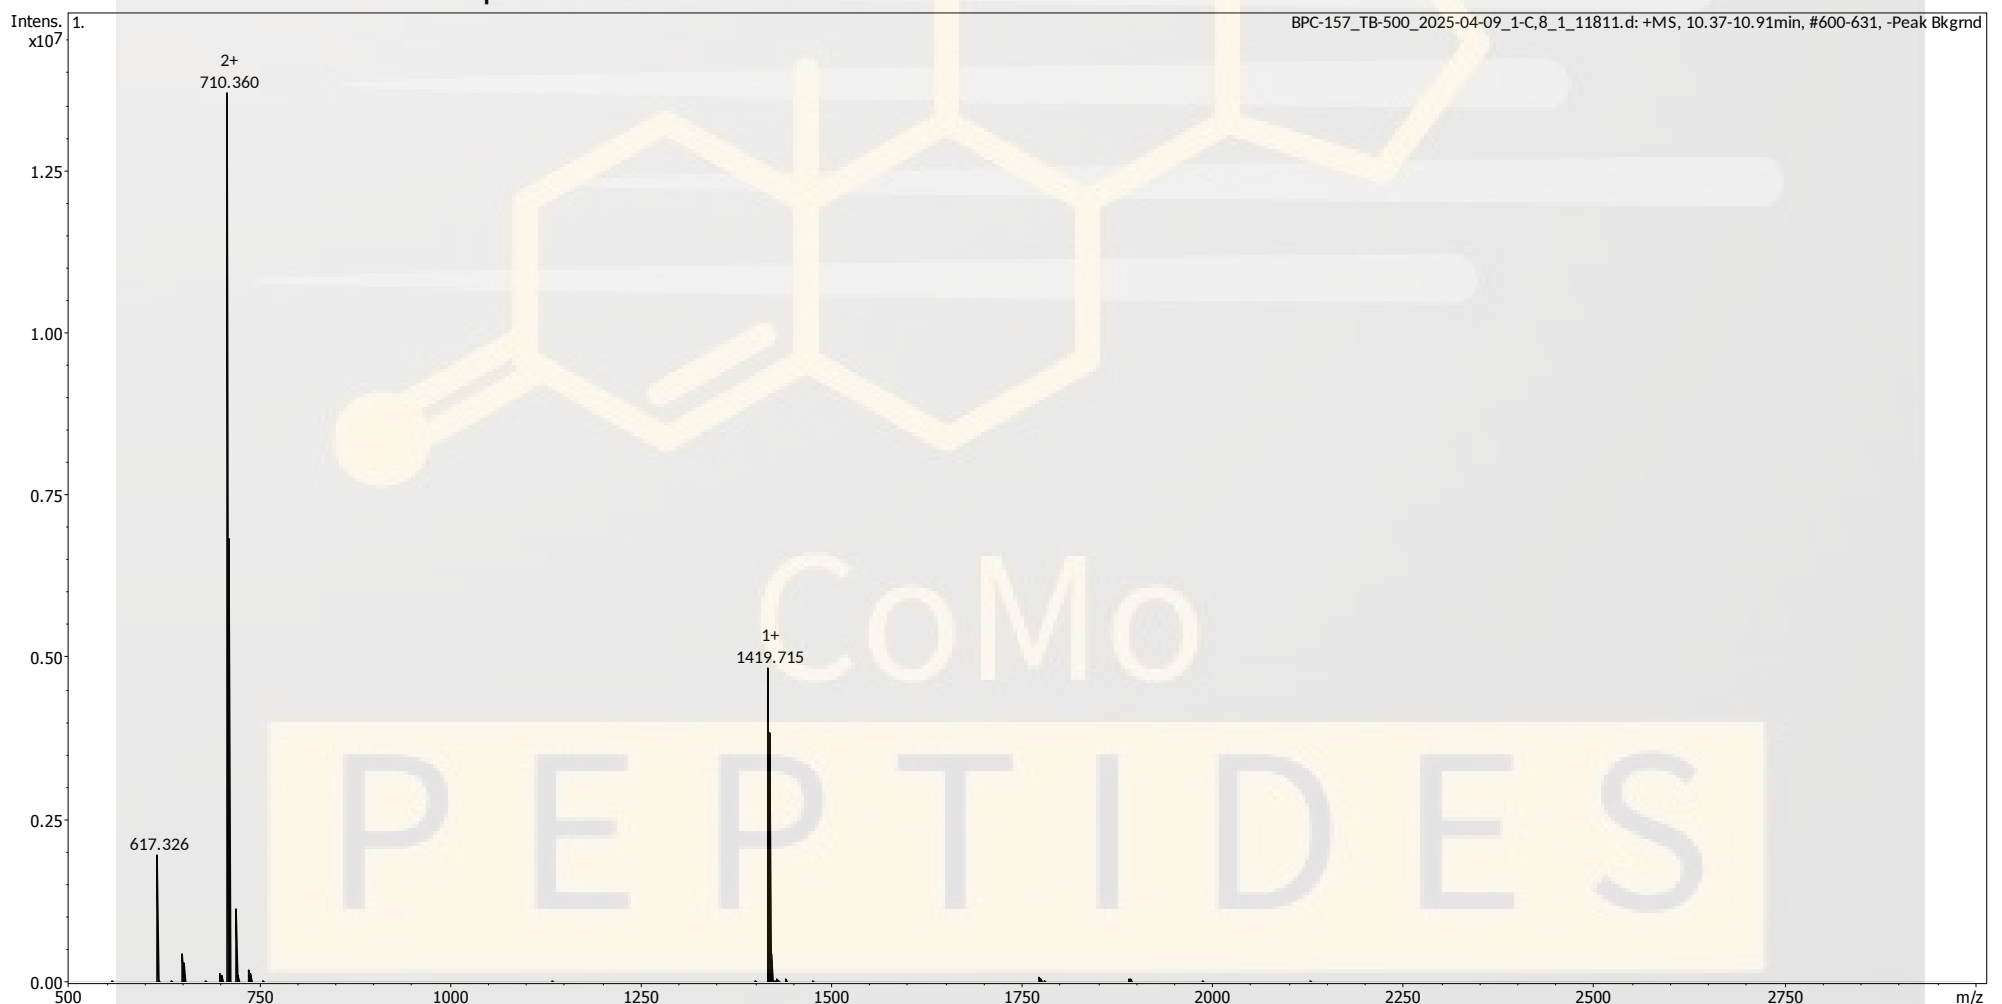 Intens. 1. BPC-157_TB-500_2025-04-09_1-C,8_1_11811.d: +MS, 10.37-10.91min, #600-631, -Peak Bkgrnd
x10⁷
2+
710.360
1.25
1.00
0.75
CoMo
1+
1419.715
0.50
PEPTIDES
0.25
617.326
0.00
500 750 1000 1250 1500 1750 2000 2250 2500 2750 m/z